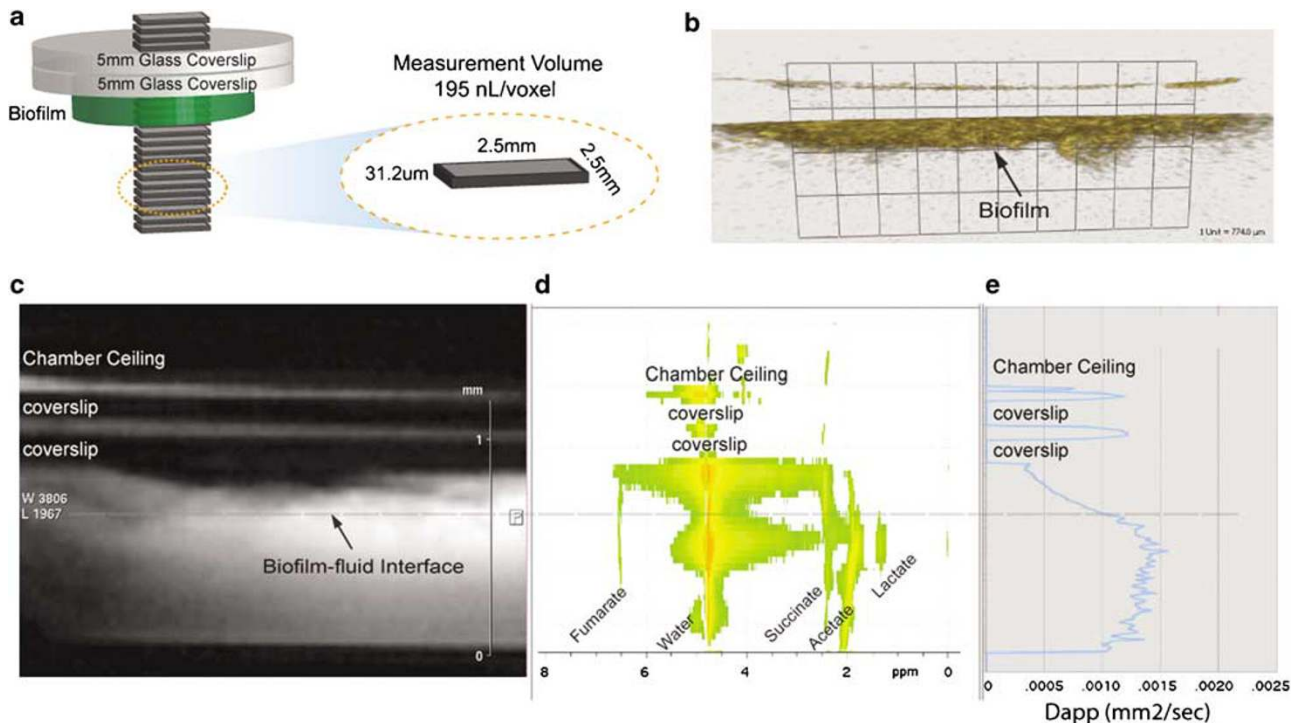 a
5mm Glass Coverslip
5mm Glass Coverslip
Biofilm
Measurement Volume
195 nL/voxel
2.5mm
2.5mm
31.2um
b
Biofilm
1 Unit = 774.0 µm
c
Chamber Ceiling
coverslip
coverslip
mm
1
W 3806
L 1967
P
Biofilm-fluid Interface
0
d
Chamber Ceiling
coverslip
coverslip
Fumarate
Water
Succinate
Acetate
Lactate
8 6 4 2 ppm 0
e
Chamber Ceiling
coverslip
coverslip
0 .0005 .0010 .0015 .0020 .0025
Dapp (mm2/sec)